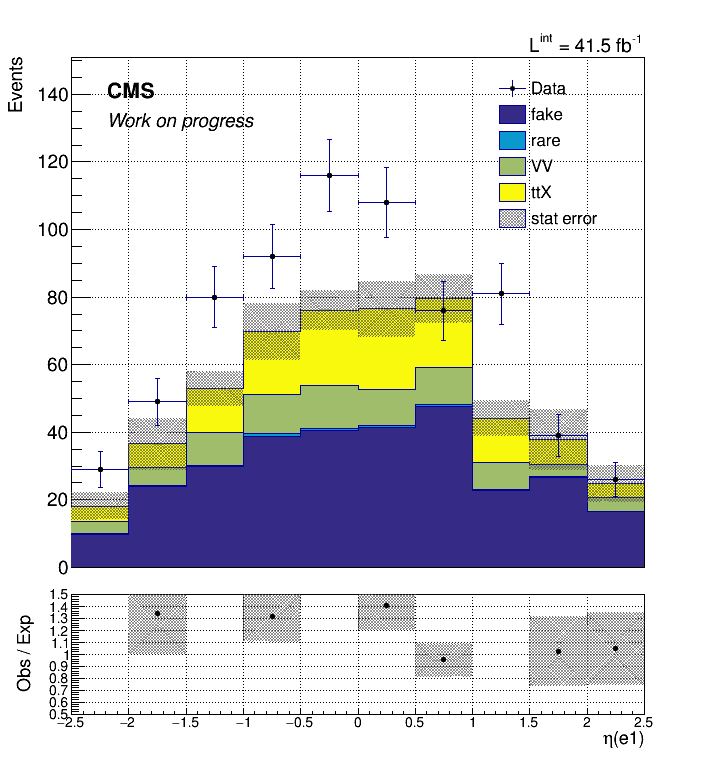 L^int = 41.5 fb^-1
Events
CMS
Work on progress
Data
fake
rare
VV
ttX
stat error
140
120
100
80
60
40
20
0
Obs / Exp
1.5
1.4
1.3
1.2
1.1
1
0.9
0.8
0.7
0.6
0.5
−2.5 −2 −1.5 −1 −0.5 0 0.5 1 1.5 2 2.5
η(e1)